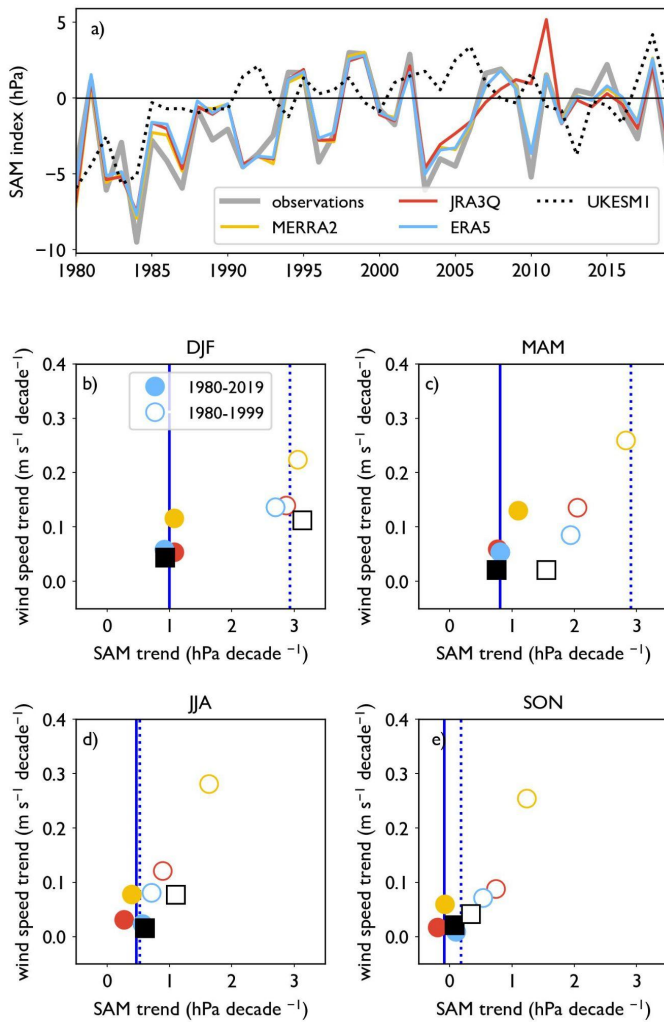 a)
SAM index (hPa)
5
0
−5
−10
observations
MERRA2
JRA3Q
ERA5
UKESM1
1980 1985 1990 1995 2000 2005 2010 2015
DJF
b)
1980-2019
1980-1999
wind speed trend (m s⁻¹ decade⁻¹)
0.4
0.3
0.2
0.1
0.0
0 1 2 3
SAM trend (hPa decade ⁻¹)
MAM
c)
wind speed trend (m s⁻¹ decade⁻¹)
0.4
0.3
0.2
0.1
0.0
0 1 2 3
SAM trend (hPa decade ⁻¹)
JJA
d)
wind speed trend (m s⁻¹ decade⁻¹)
0.4
0.3
0.2
0.1
0.0
0 1 2 3
SAM trend (hPa decade ⁻¹)
SON
e)
wind speed trend (m s⁻¹ decade⁻¹)
0.4
0.3
0.2
0.1
0.0
0 1 2 3
SAM trend (hPa decade ⁻¹)